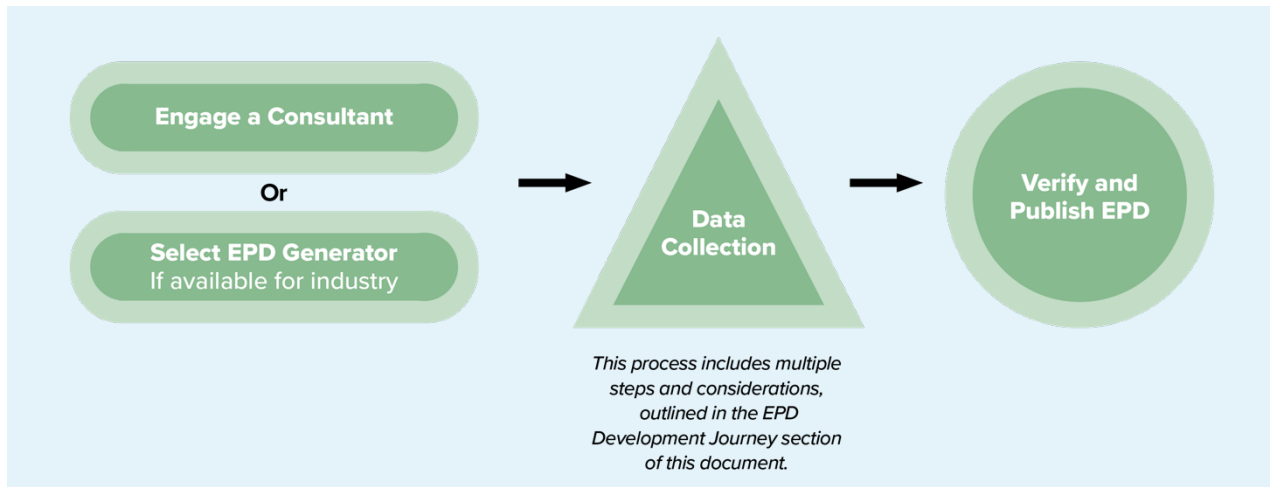 Engage a Consultant
Or
Select EPD Generator
If available for industry
Data
Collection
This process includes multiple
steps and considerations,
outlined in the EPD
Development Journey section
of this document.
Verify and
Publish EPD